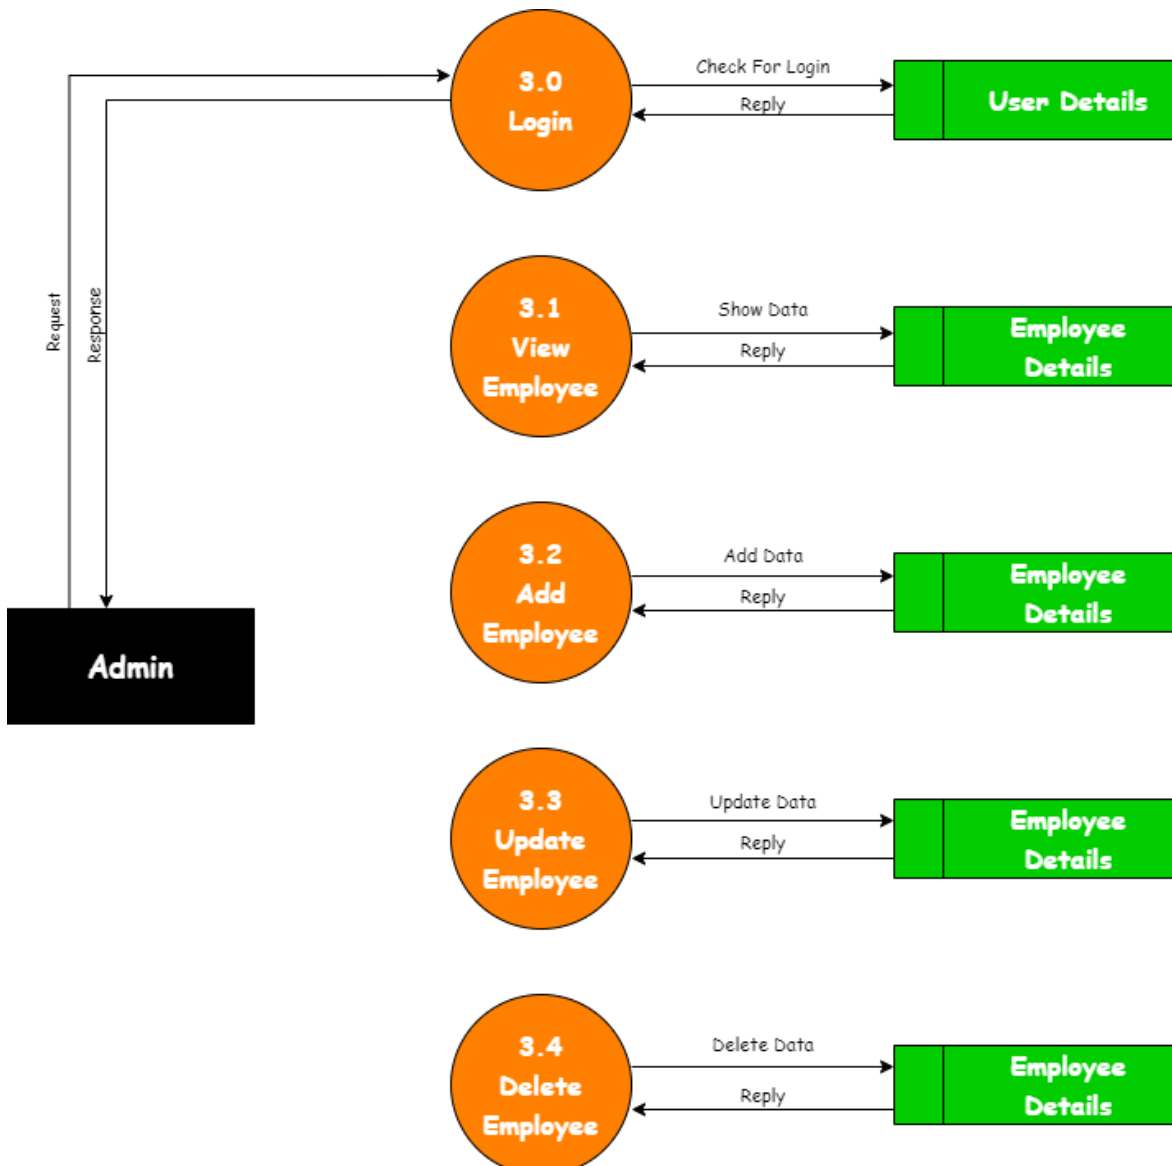 3.0
Login
Check For Login
Reply
User Details
Request
Response
3.1
View
Employee
Show Data
Reply
Employee
Details
3.2
Add
Employee
Add Data
Reply
Employee
Details
Admin
3.3
Update
Employee
Update Data
Reply
Employee
Details
3.4
Delete
Employee
Delete Data
Reply
Employee
Details